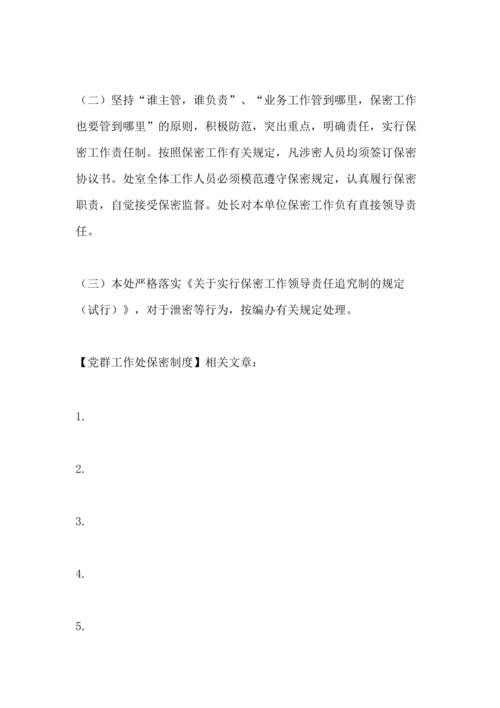 （二）坚持“谁主管，谁负责”、“业务工作管到哪里，保密工作
也要管到哪里”的原则，积极防范，突出重点，明确责任，实行保
密工作责任制。按照保密工作有关规定，凡涉密人员均须签订保密
协议书。处室全体工作人员必须模范遵守保密规定，认真履行保密
职责，自觉接受保密监督。处长对本单位保密工作负有直接领导责
任。
（三）本处严格落实《关于实行保密工作领导责任追究制的规定
（试行）》，对于泄密等行为，按编办有关规定处理。
【党群工作处保密制度】相关文章：
1.
2.
3.
4.
5.